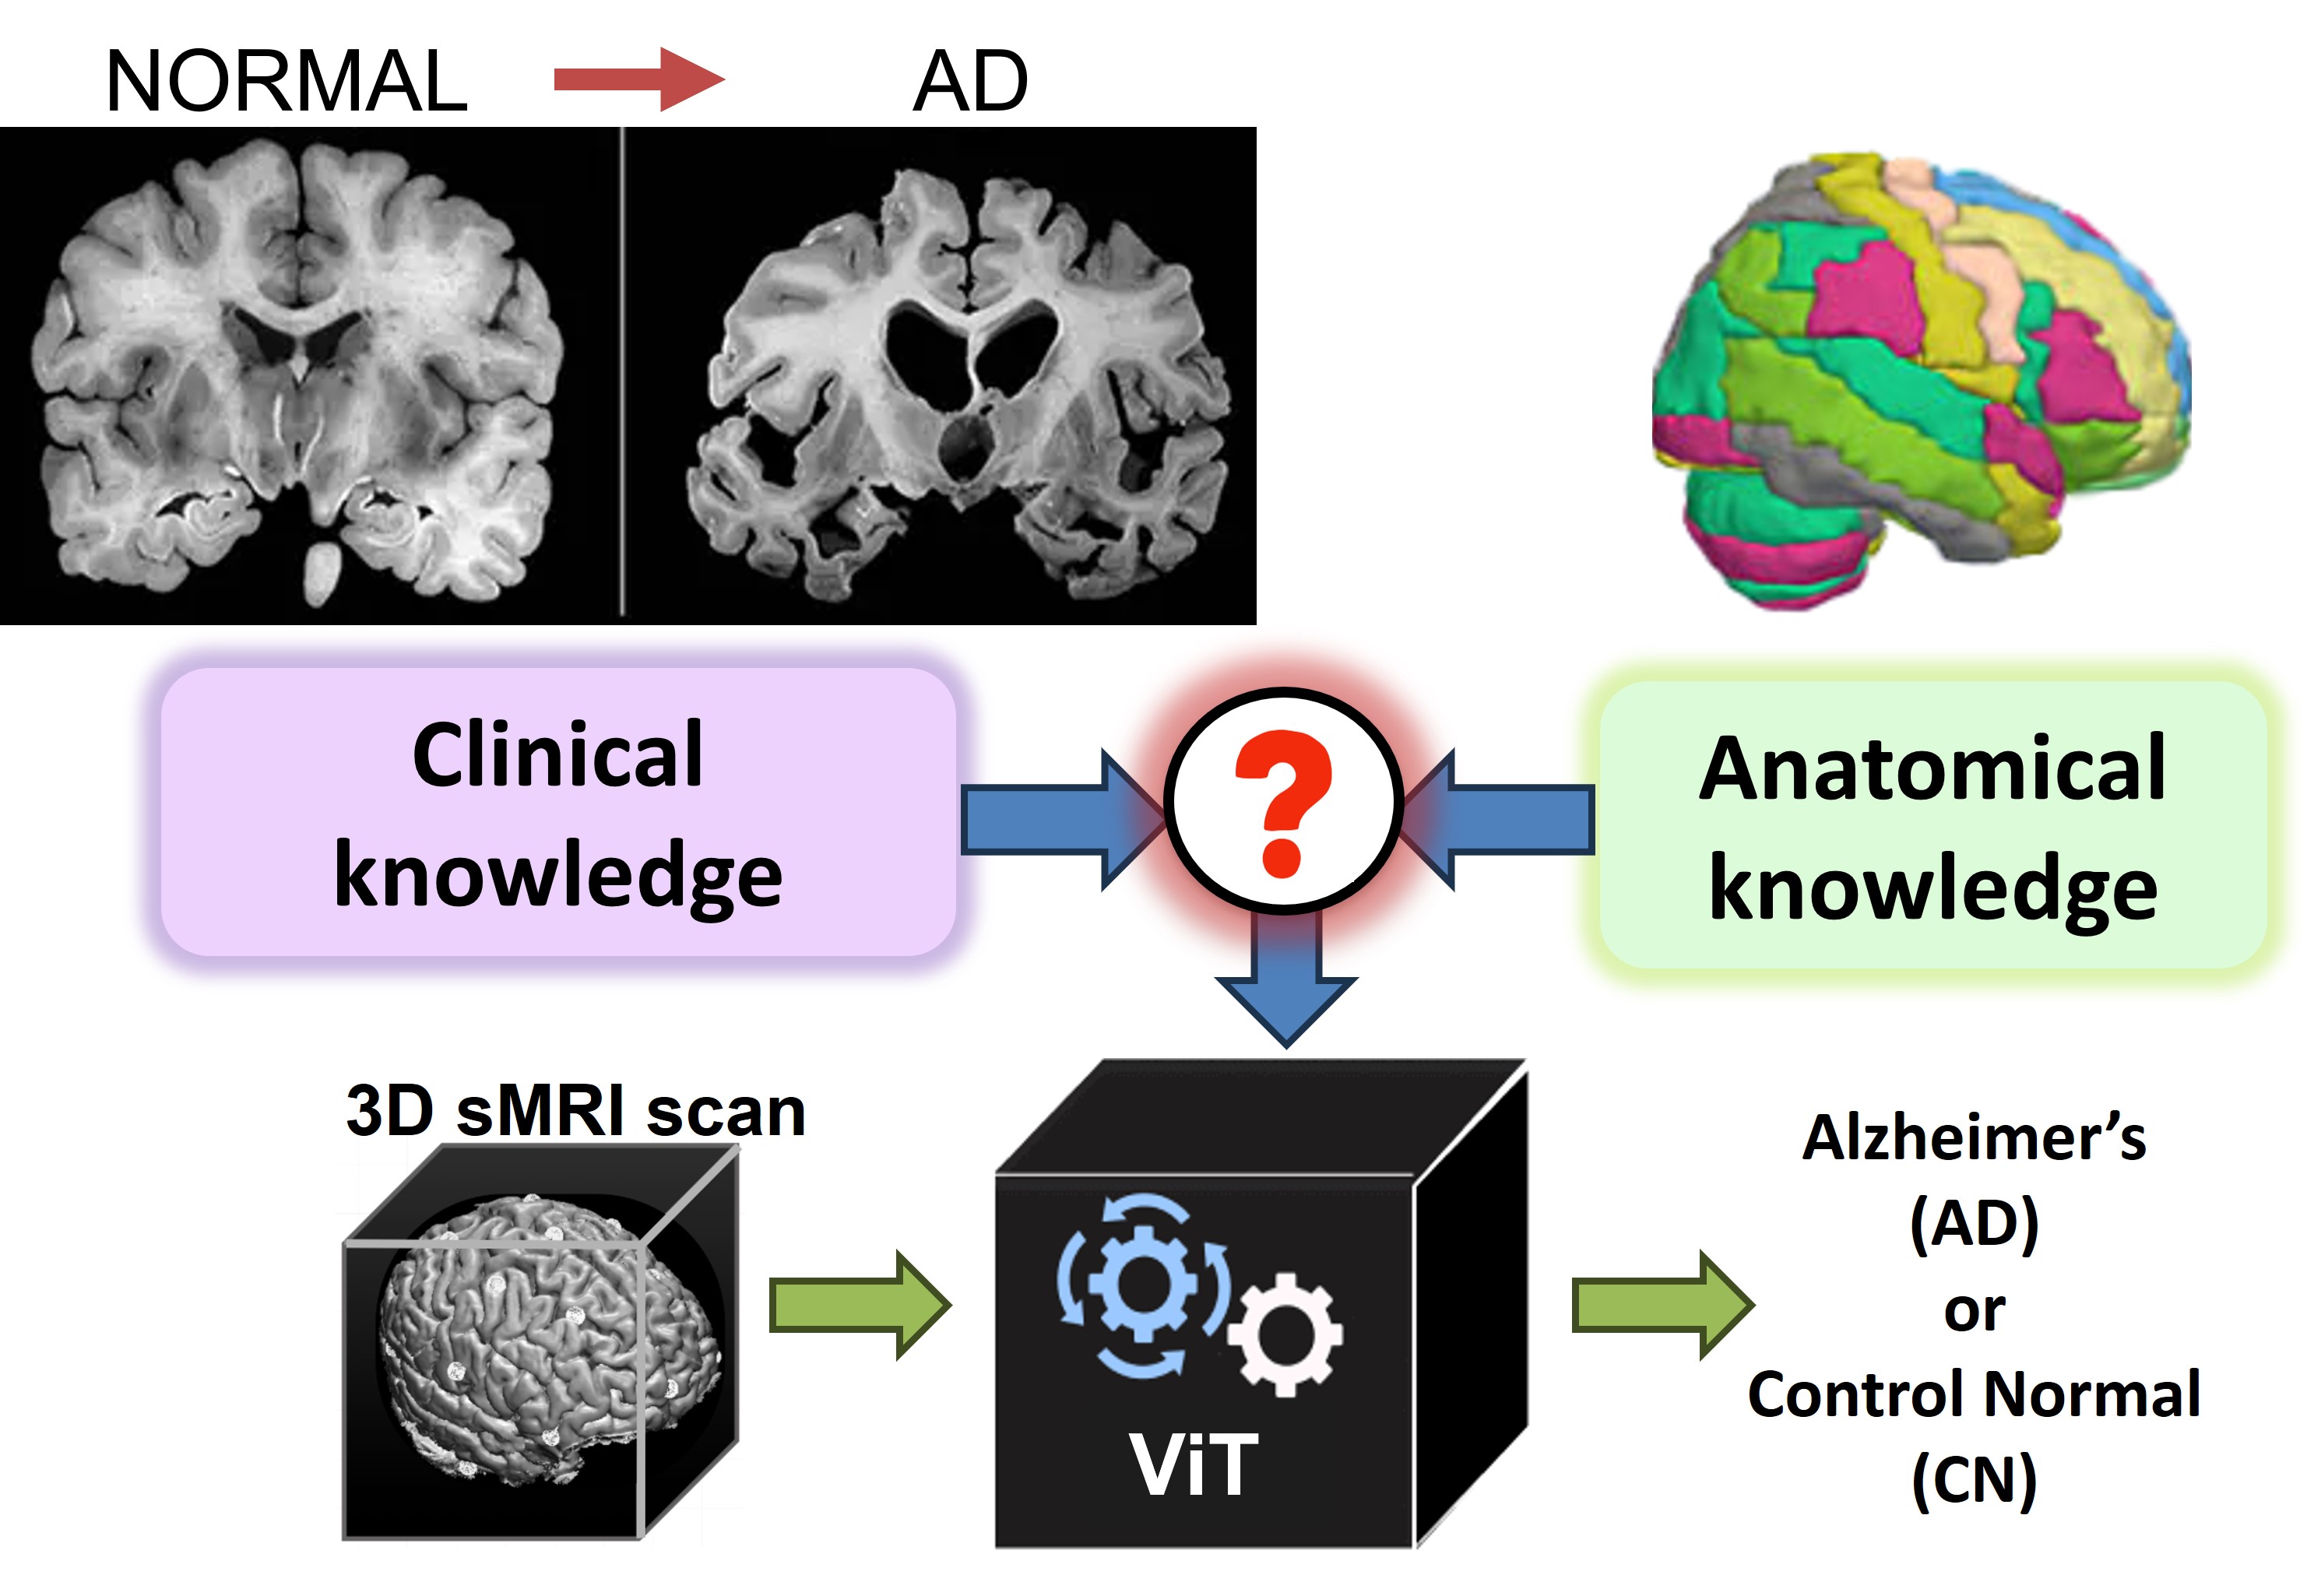 NORMAL
AD
Clinical
knowledge
?
Anatomical
knowledge
3D sMRI scan
ViT
Alzheimer’s
(AD)
or
Control Normal
(CN)